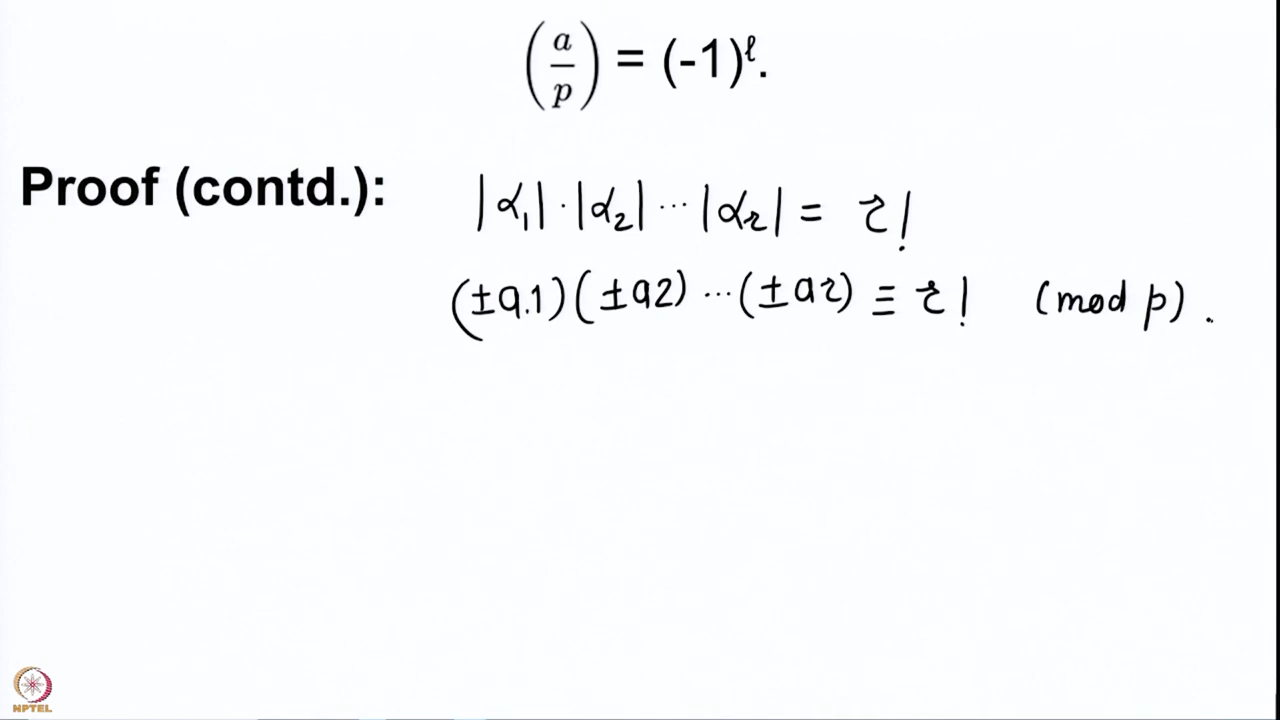 (a/p) = (-1)^ℓ.
Proof (contd.): |α₁|·|α₂| ⋯ |αr| = r!
(±a.1)(±a2) ⋯ (±ar) ≡ r! (mod p).
NPTEL